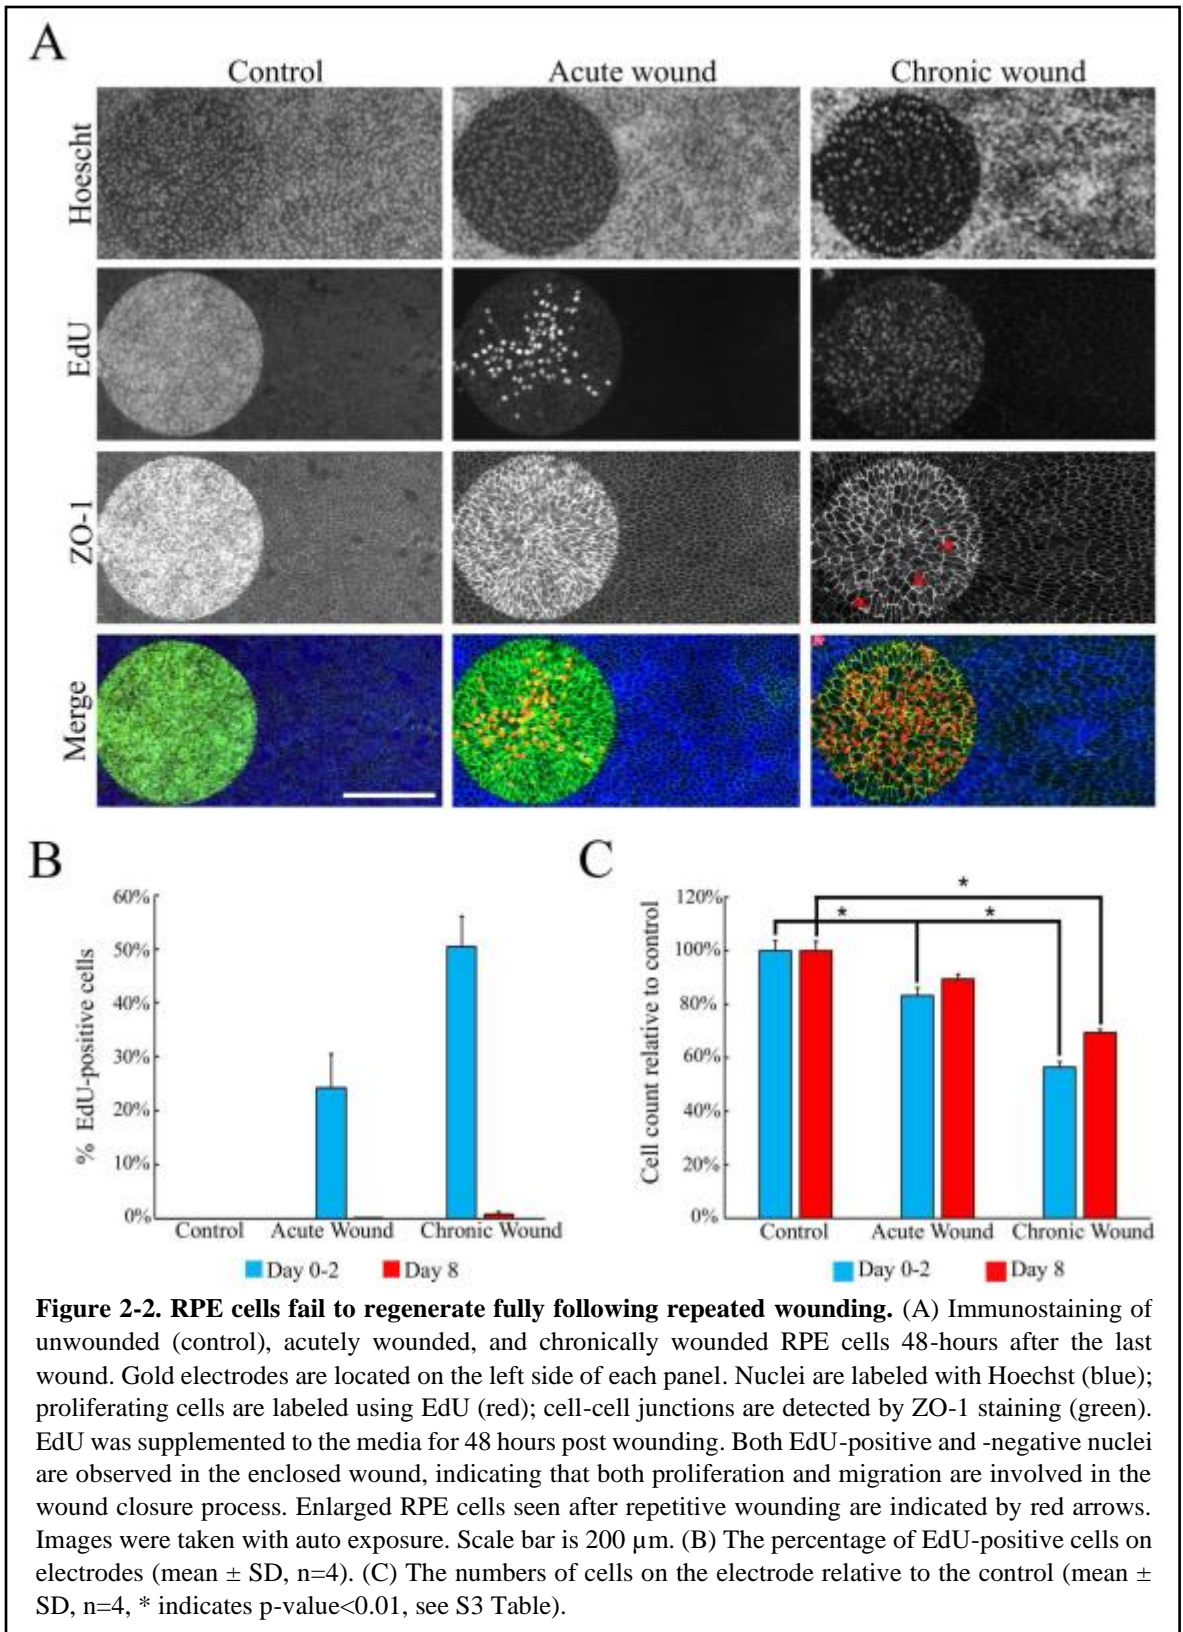 A
Control Acute wound Chronic wound
Hoescht
EdU
ZO-1
Merge
B
60%
50%
40%
30%
20%
10%
0%
% EdU-positive cells
Control Acute Wound Chronic Wound
Day 0-2 Day 8
C
120%
100%
80%
60%
40%
20%
0%
Cell count relative to control
* * *
Control Acute Wound Chronic Wound
Day 0-2 Day 8
Figure 2-2. RPE cells fail to regenerate fully following repeated wounding. (A) Immunostaining of
unwounded (control), acutely wounded, and chronically wounded RPE cells 48-hours after the last
wound. Gold electrodes are located on the left side of each panel. Nuclei are labeled with Hoechst (blue);
proliferating cells are labeled using EdU (red); cell-cell junctions are detected by ZO-1 staining (green).
EdU was supplemented to the media for 48 hours post wounding. Both EdU-positive and -negative nuclei
are observed in the enclosed wound, indicating that both proliferation and migration are involved in the
wound closure process. Enlarged RPE cells seen after repetitive wounding are indicated by red arrows.
Images were taken with auto exposure. Scale bar is 200 µm. (B) The percentage of EdU-positive cells on
electrodes (mean ± SD, n=4). (C) The numbers of cells on the electrode relative to the control (mean ±
SD, n=4, * indicates p-value<0.01, see S3 Table).